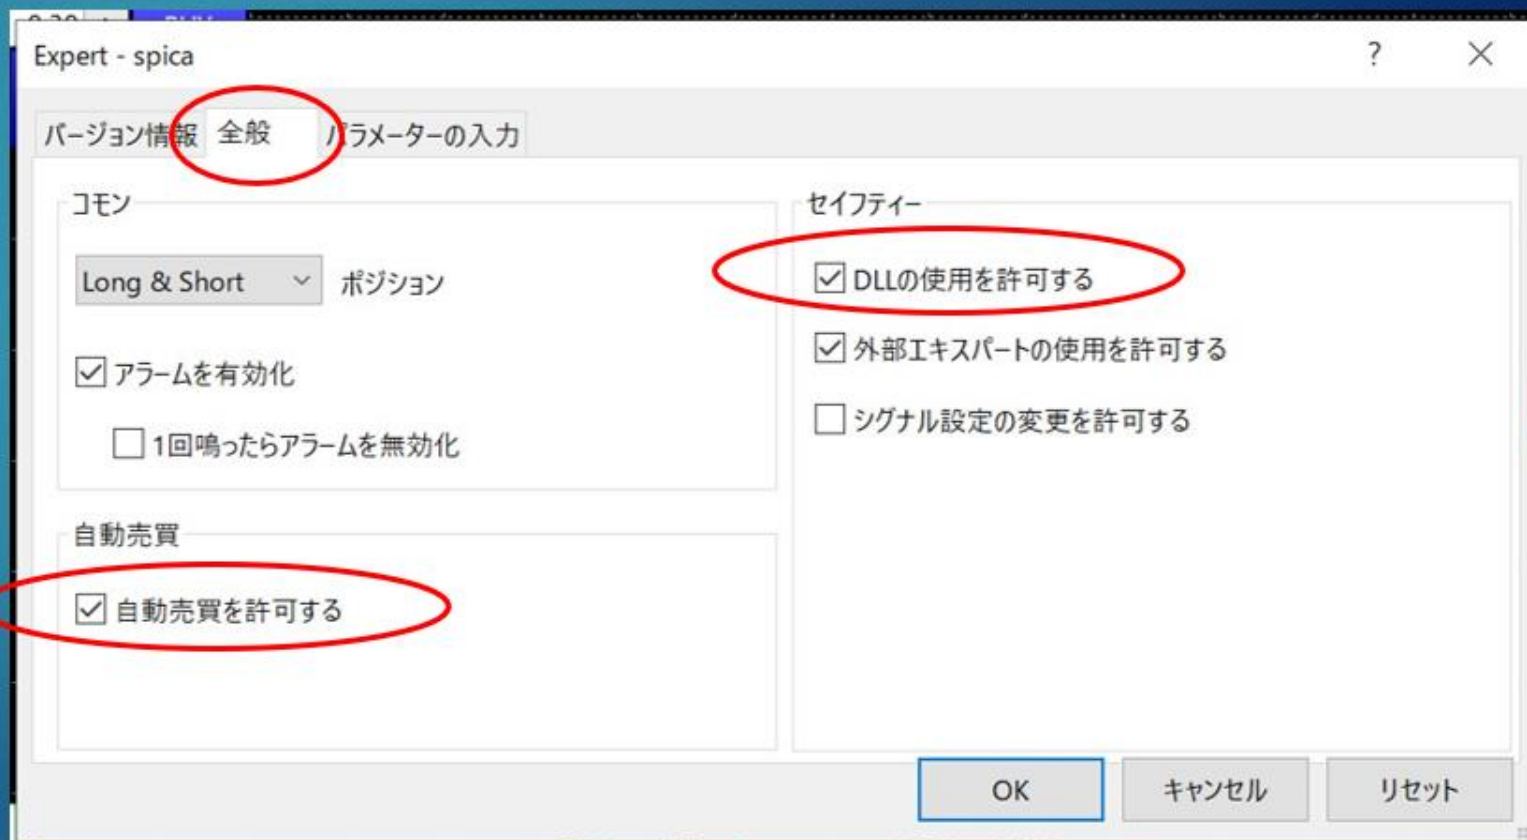 Expert - spica
?
バージョン情報 全般 パラメーターの入力
コモン
Long & Short ポジション
アラームを有効化
1回鳴ったらアラームを無効化
自動売買
自動売買を許可する
セイフティー
DLLの使用を許可する
外部エキスパートの使用を許可する
シグナル設定の変更を許可する
OK キャンセル リセット